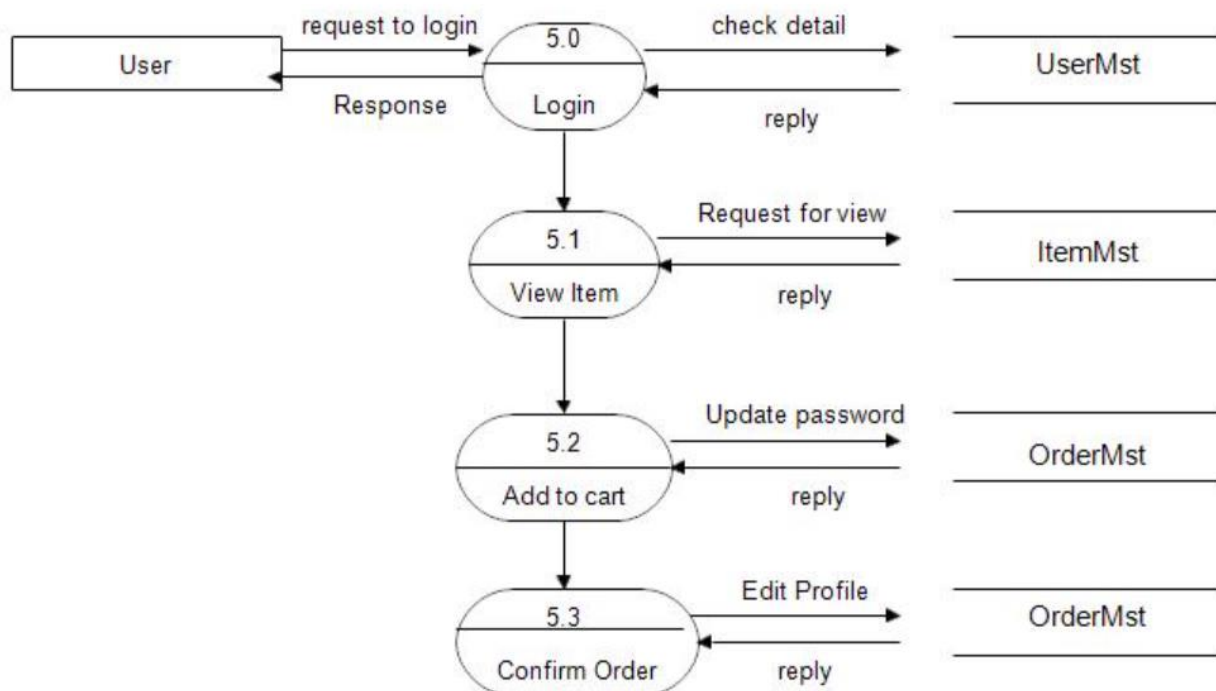 request to login
5.0
check detail
User
UserMst
Response
Login
reply
Request for view
5.1
ItemMst
View Item
reply
Update password
5.2
OrderMst
Add to cart
reply
Edit Profile
5.3
OrderMst
Confirm Order
reply